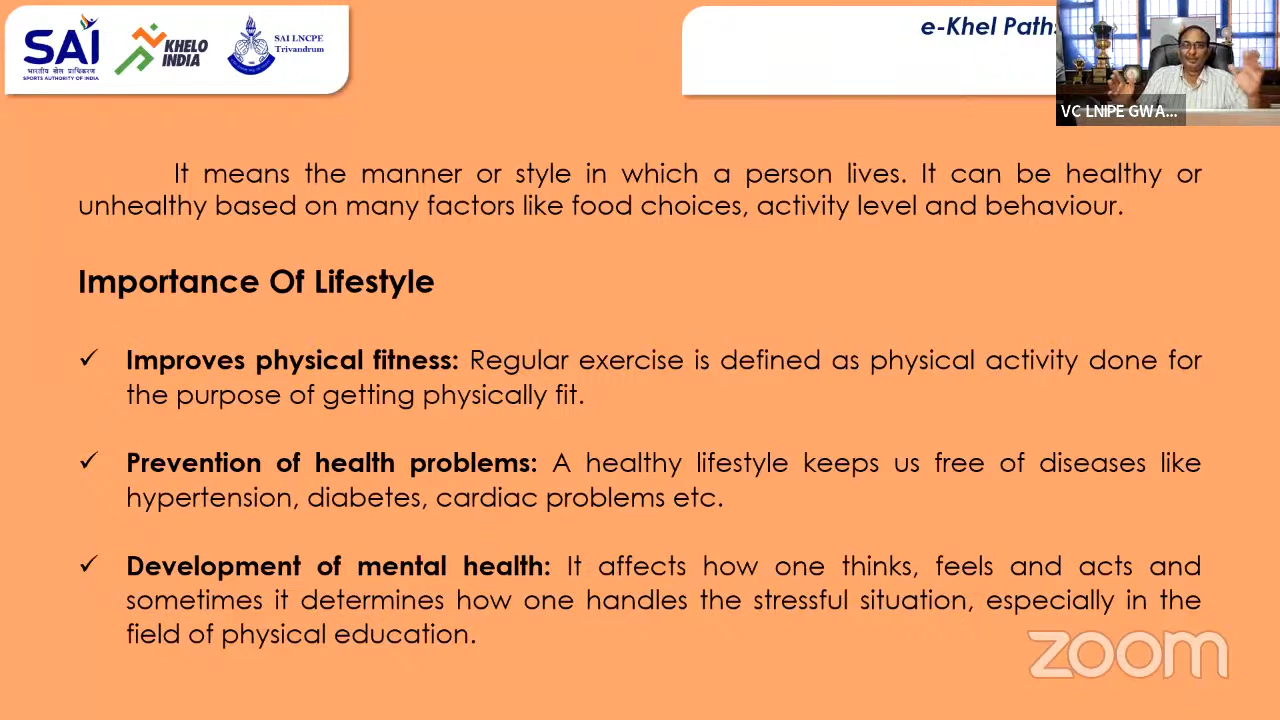 SAI
भारतीय खेल प्राधिकरण
SPORTS AUTHORITY OF INDIA
KHELO
INDIA
SAI LNCPE
Trivandrum
e-Khel Paths
VC LNIPE GWA...
It means the manner or style in which a person lives. It can be healthy or
unhealthy based on many factors like food choices, activity level and behaviour.
Importance Of Lifestyle
✓ Improves physical fitness: Regular exercise is defined as physical activity done for
the purpose of getting physically fit.
✓ Prevention of health problems: A healthy lifestyle keeps us free of diseases like
hypertension, diabetes, cardiac problems etc.
✓ Development of mental health: It affects how one thinks, feels and acts and
sometimes it determines how one handles the stressful situation, especially in the
field of physical education.
zoom